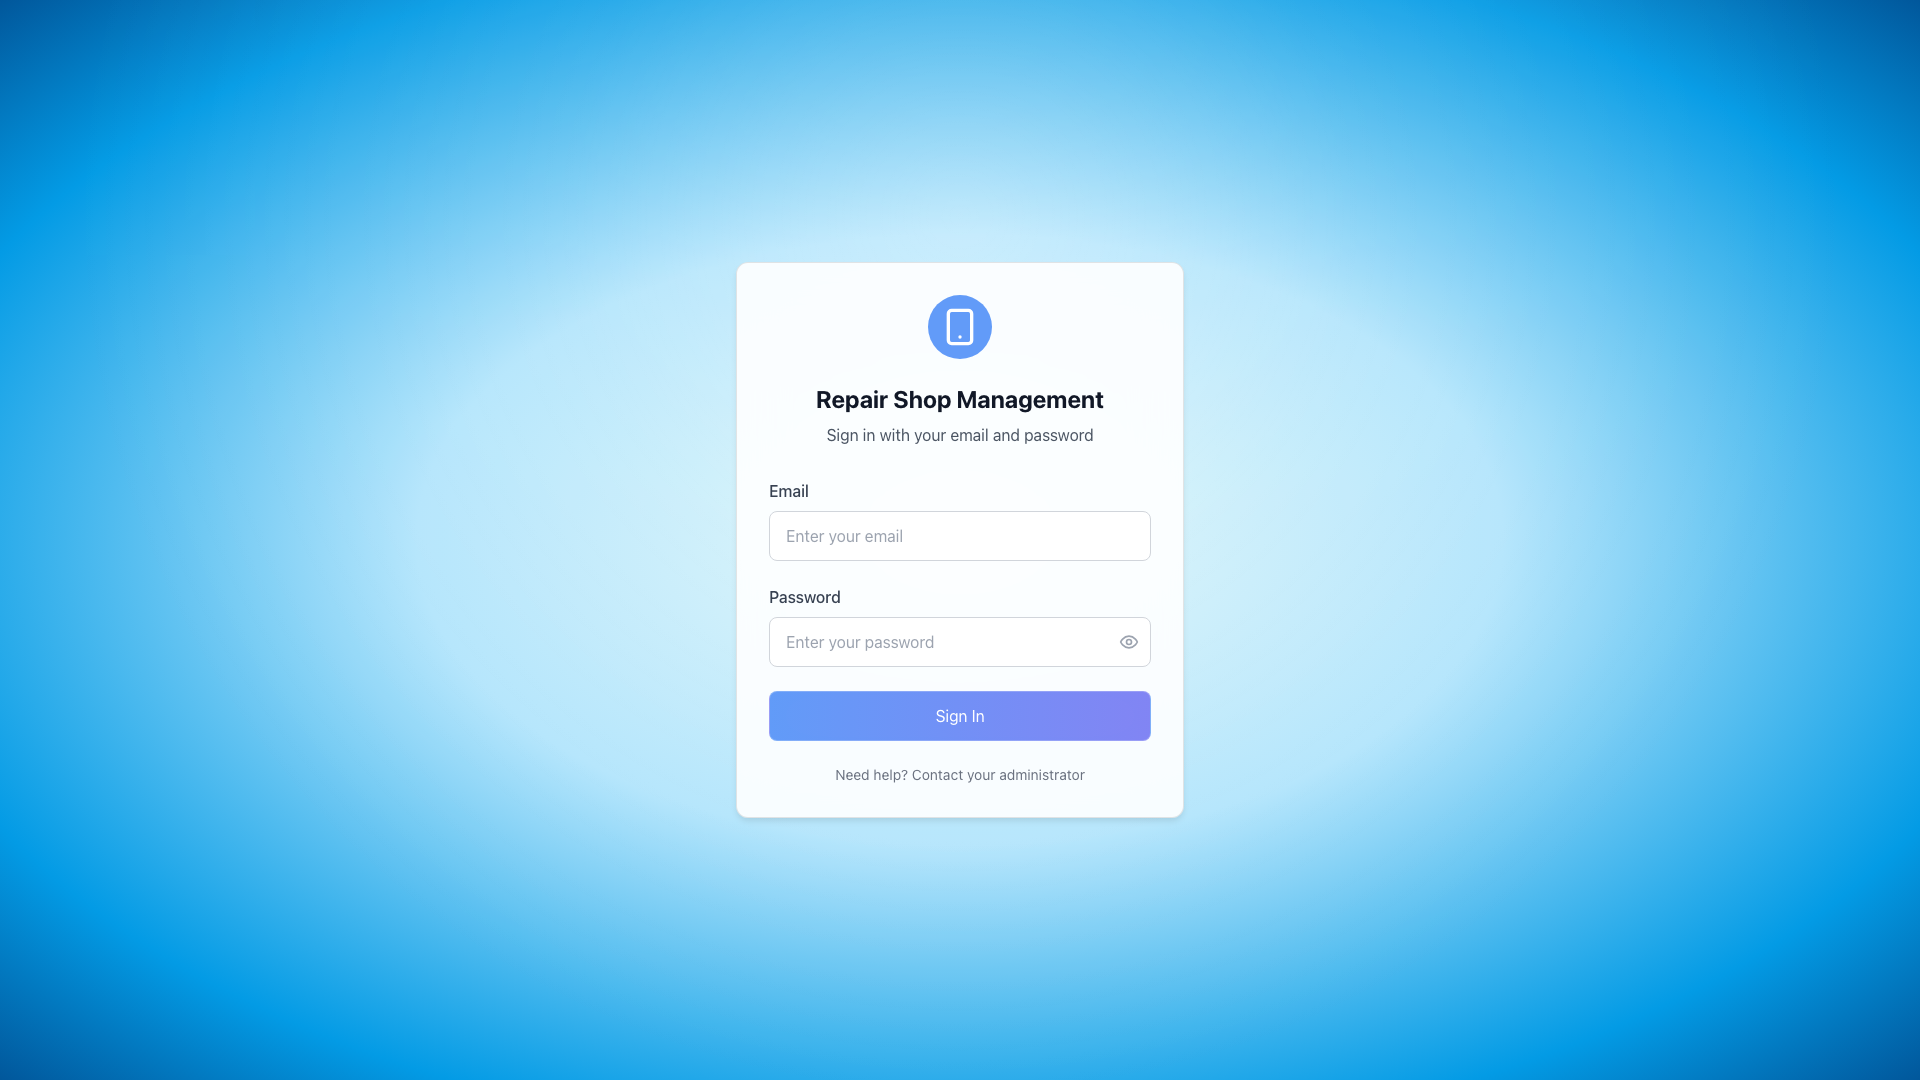 Repair Shop Management
Sign in with your email and password
Email
Enter your email
Password
Enter your password
Sign In
Need help? Contact your administrator